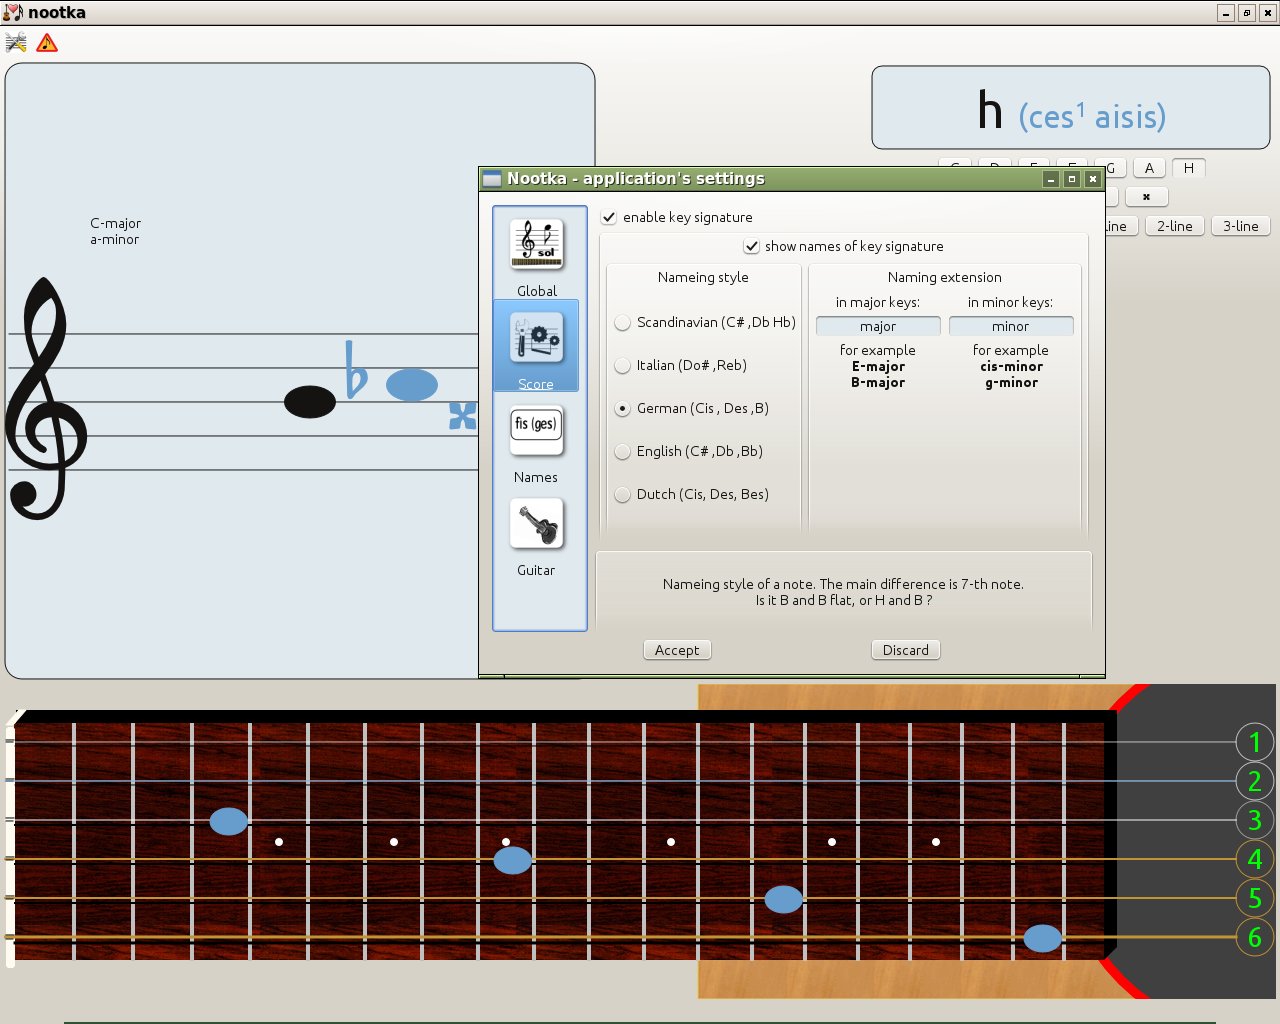 nootka
h (ces¹ aisis)
G A H
C-major
a-minor
line 2-line 3-line
Nootka - application's settings
Global
Score
fis (ges)
sol
Names
Guitar
enable key signature
show names of key signature
Nameing style
Scandinavian (C# ,Db Hb)
Italian (Do# ,Reb)
German (Cis , Des ,B)
English (C# ,Db ,Bb)
Dutch (Cis, Des, Bes)
Naming extension
in major keys: in minor keys:
major minor
for example for example
E-major cis-minor
B-major g-minor
Nameing style of a note. The main difference is 7-th note.
Is it B and B flat, or H and B ?
Accept Discard
1
2
3
4
5
6